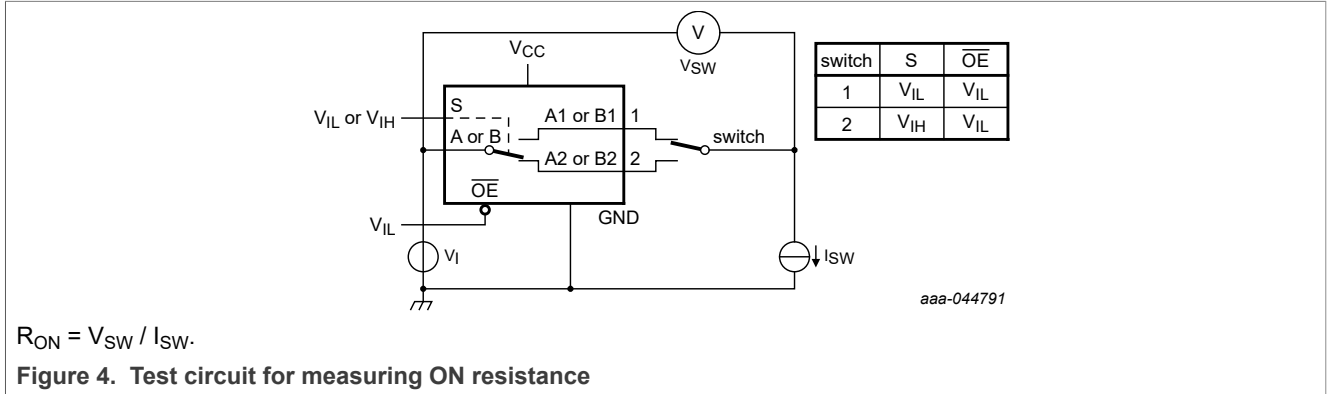 V
VSW
VCC
switch S OE
1 VIL VIL
2 VIH VIL
S
VIL or VIH
A1 or B1 1
A or B
switch
A2 or B2 2
OE
GND
VIL
VI
ISW
aaa-044791
RON = VSW / ISW.
Figure 4. Test circuit for measuring ON resistance